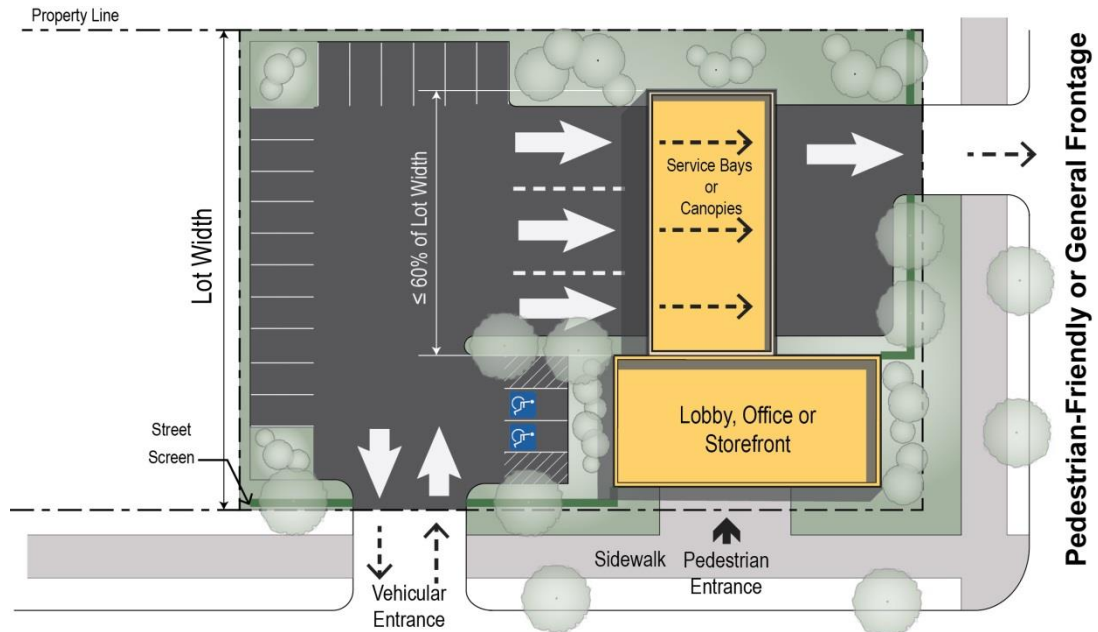 Property Line
Lot Width
≤ 60% of Lot Width
Service Bays
or
Canopies
Pedestrian-Friendly or General Frontage
Lobby, Office or
Storefront
Street
Screen
Sidewalk
Pedestrian
Entrance
Vehicular
Entrance